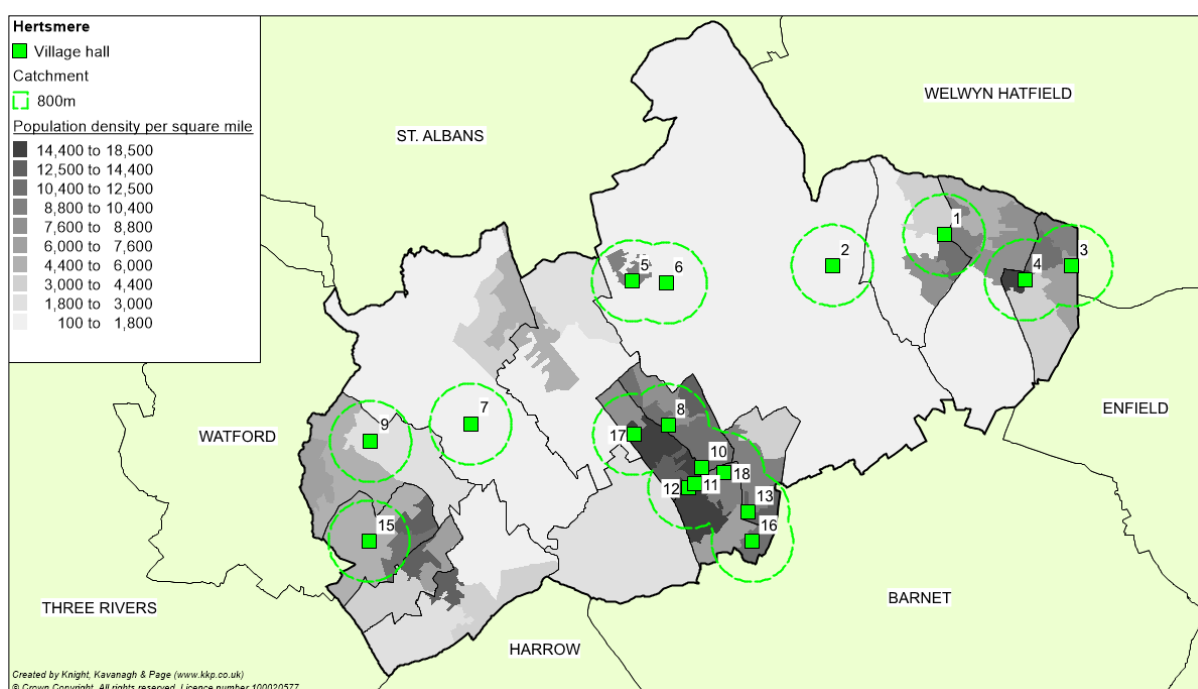 Hertsmere
Village hall
Catchment
800m
Population density per square mile
14,400 to 18,500
12,500 to 14,400
10,400 to 12,500
8,800 to 10,400
7,600 to 8,800
6,000 to 7,600
4,400 to 6,000
3,000 to 4,400
1,800 to 3,000
100 to 1,800
WELWYN HATFIELD
ST. ALBANS
1
2
3
4
5
6
7
8
9
ENFIELD
WATFORD
17
10
18
11
12
13
15
16
BARNET
THREE RIVERS
HARROW
Created by Knight, Kavanagh & Page (www.kkp.co.uk)
© Crown Copyright. All rights reserved. Licence number 100020577